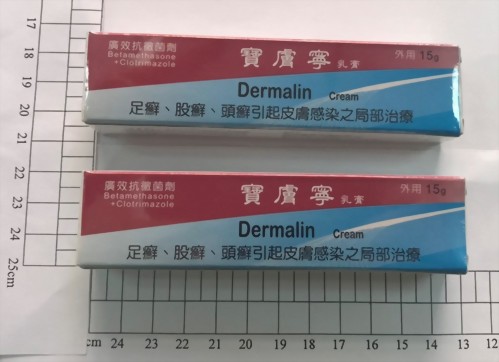 17
18
19
20
21
22
23
24
25cm
廣效抗黴菌劑
Betamethasone
+Clotrimazole
寶膚寧 乳膏
外用 15g
Dermalin Cream
足癬、股癬、頭癬引起皮膚感染之局部治療
廣效抗黴菌劑
Betamethasone
+Clotrimazole
寶膚寧 乳膏
外用 15g
Dermalin Cream
足癬、股癬、頭癬引起皮膚感染之局部治療
cm 24 23 22 21 20 19 18 17 16 15 14 13 12